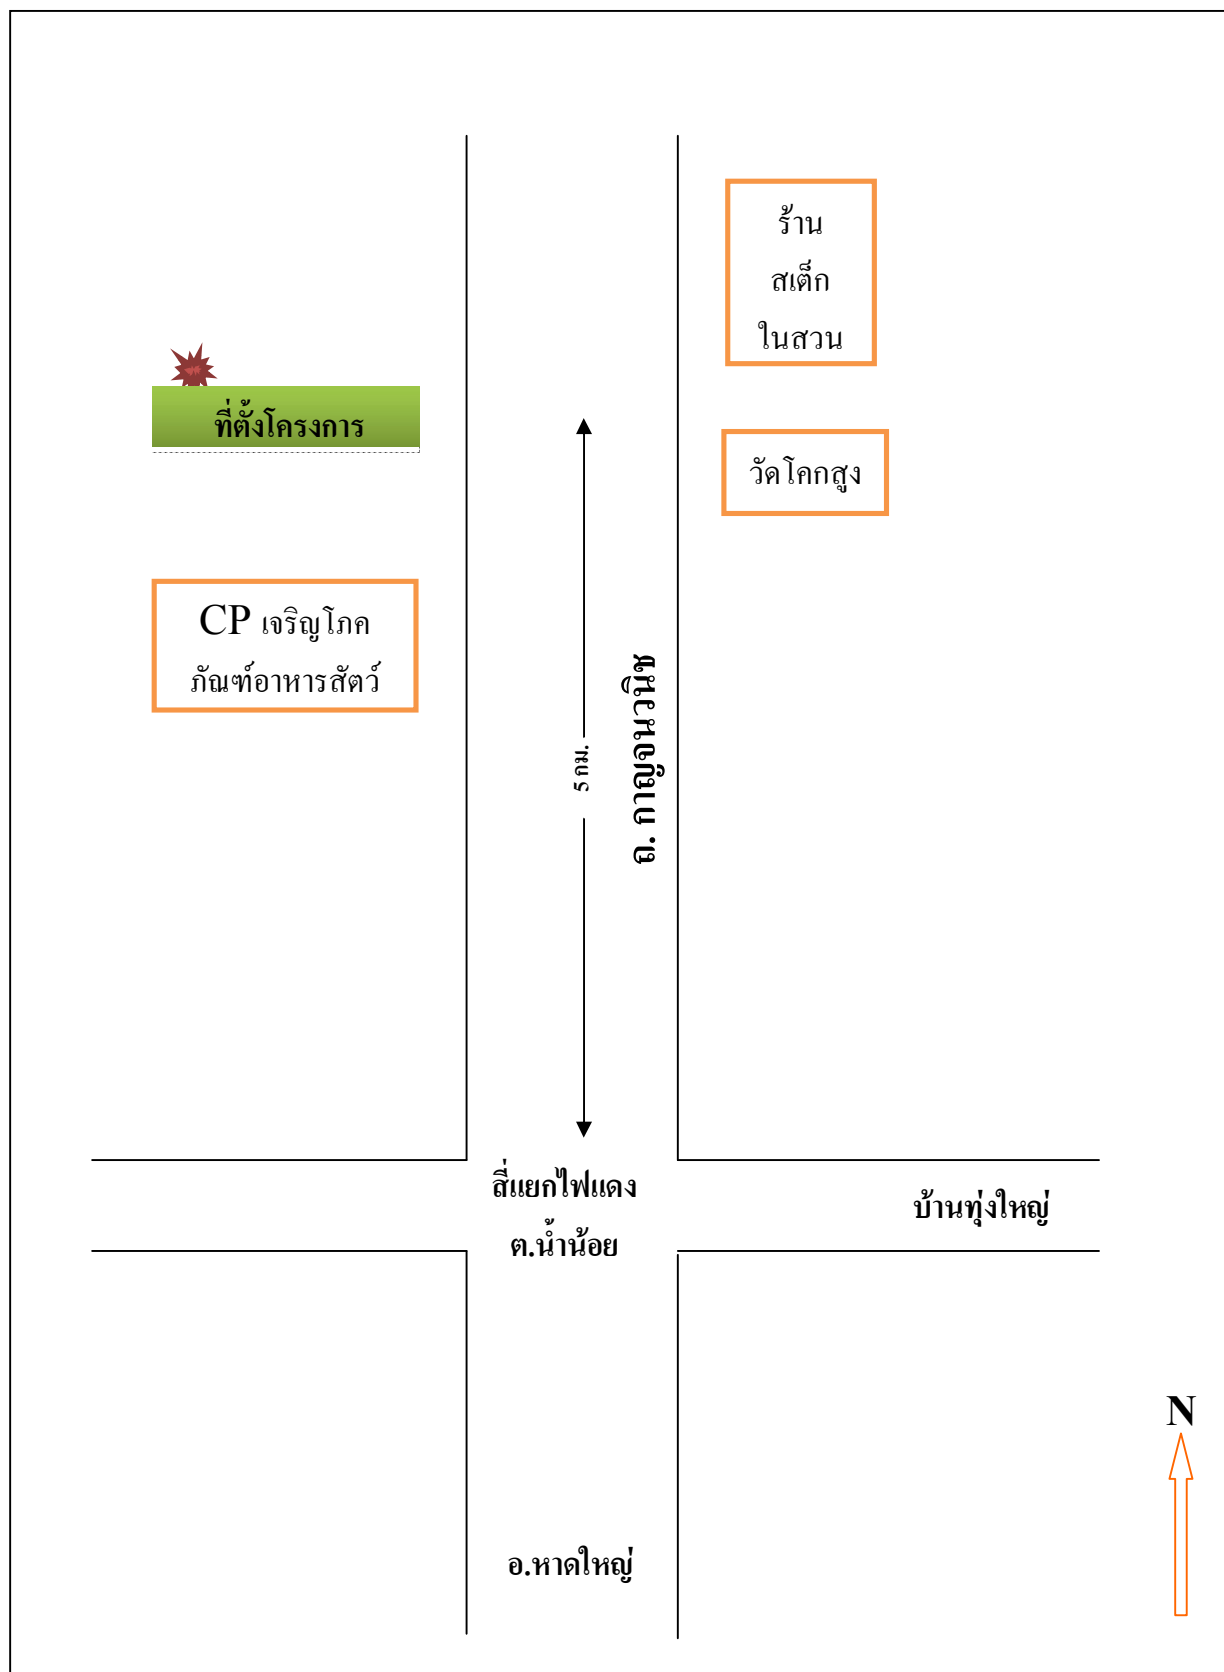 ร้าน
สเต็ก
ในสวน
ที่ตั้งโครงการ
วัดโคกสูง
CP เจริญโภค
ภัณฑ์อาหารสัตว์
5 กม.
ถ. กาญจนวนิช
สี่แยกไฟแดง
ต.น้ำน้อย
บ้านทุ่งใหญ่
N
อ.หาดใหญ่